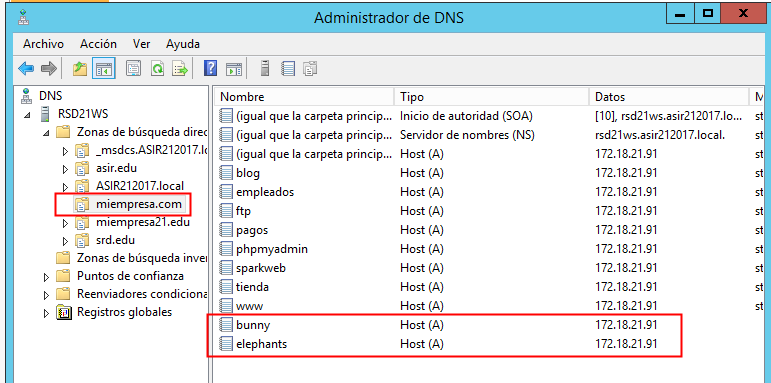 Administrador de DNS
Archivo Acción Ver Ayuda
DNS
RSD21WS
Zonas de búsqueda direc
_msdcs.ASIR212017.lo
asir.edu
ASIR212017.local
miempresa.com
miempresa21.edu
srd.edu
Zonas de búsqueda inver
Puntos de confianza
Reenviadores condiciona
Registros globales
Nombre Tipo Datos M
(igual que la carpeta princip... Inicio de autoridad (SOA) [10], rsd21ws.asir212017.lo... st
(igual que la carpeta princip... Servidor de nombres (NS) rsd21ws.asir212017.local. st
(igual que la carpeta princip... Host (A) 172.18.21.91 st
blog Host (A) 172.18.21.91 st
empleados Host (A) 172.18.21.91 st
ftp Host (A) 172.18.21.91 st
pagos Host (A) 172.18.21.91 st
phpmyadmin Host (A) 172.18.21.91 st
sparkweb Host (A) 172.18.21.91 st
tienda Host (A) 172.18.21.91 st
www Host (A) 172.18.21.91 st
bunny Host (A) 172.18.21.91
elephants Host (A) 172.18.21.91